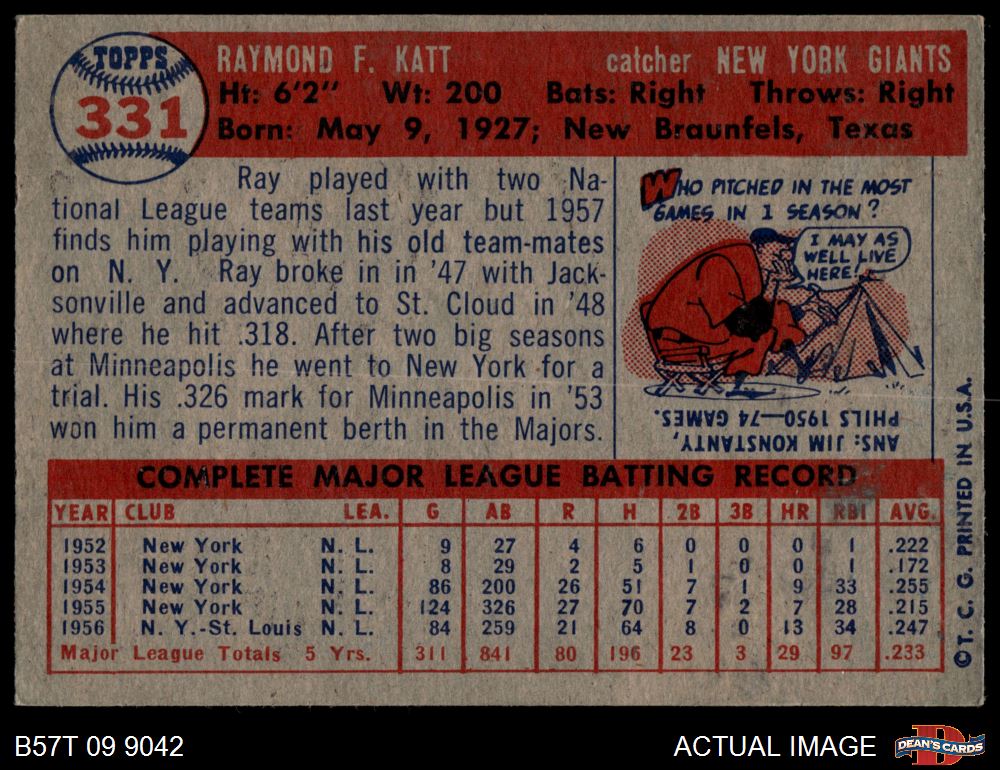 TOPPS
331
RAYMOND F. KATT catcher NEW YORK GIANTS
Ht: 6'2" Wt: 200 Bats: Right Throws: Right
Born: May 9, 1927; New Braunfels, Texas
Ray played with two Na-
tional League teams last year but 1957
finds him playing with his old team-mates
on N. Y. Ray broke in in '47 with Jack-
sonville and advanced to St. Cloud in '48
where he hit .318. After two big seasons
at Minneapolis he went to New York for a
trial. His .326 mark for Minneapolis in '53
won him a permanent berth in the Majors.
WHO PITCHED IN THE MOST
GAMES IN 1 SEASON?
I MAY AS
WELL LIVE
HERE!
ANS: JIM KONSTANTY,
PHILS 1950—74 GAMES.
COMPLETE MAJOR LEAGUE BATTING RECORD
YEAR CLUB LEA. G AB R H 2B 3B HR RBI AVG.
1952 New York N. L. 9 27 4 6 0 0 0 1 .222
1953 New York N. L. 8 29 2 5 1 0 0 1 .172
1954 New York N. L. 86 200 26 51 7 1 9 33 .255
1955 New York N. L. 124 326 27 70 7 2 7 28 .215
1956 N. Y.-St. Louis N. L. 84 259 21 64 8 0 13 34 .247
Major League Totals 5 Yrs. 311 841 80 196 23 3 29 97 .233
© T. C. G. PRINTED IN U.S.A.
B57T 09 9042
ACTUAL IMAGE
D
DEAN'S CARDS